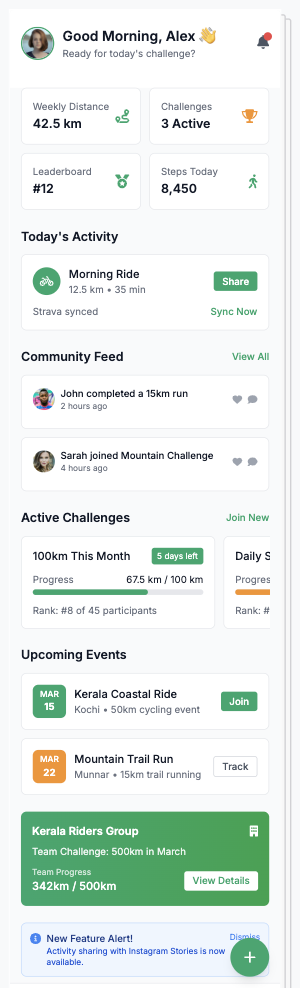 Good Morning, Alex 👋
Ready for today's challenge?
Weekly Distance
42.5 km
Challenges
3 Active
Leaderboard
#12
Steps Today
8,450
Today's Activity
Morning Ride
12.5 km • 35 min
Share
Strava synced
Sync Now
Community Feed
View All
John completed a 15km run
2 hours ago
Sarah joined Mountain Challenge
4 hours ago
Active Challenges
Join New
100km This Month
5 days left
Progress
67.5 km / 100 km
Rank: #8 of 45 participants
Daily S
Progres
Rank: #
Upcoming Events
MAR
15
Kerala Coastal Ride
Kochi • 50km cycling event
Join
MAR
22
Mountain Trail Run
Munnar • 15km trail running
Track
Kerala Riders Group
Team Challenge: 500km in March
Team Progress
342km / 500km
View Details
New Feature Alert!
Dismiss
Activity sharing with Instagram Stories is now
available.
+